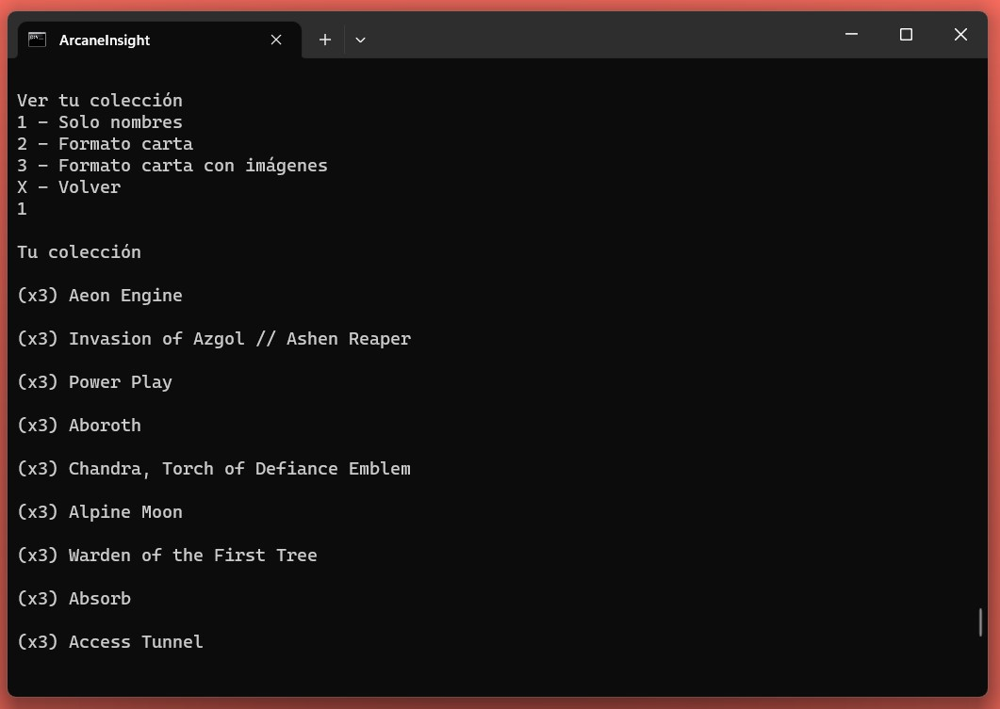 ArcaneInsight
Ver tu colección
1 - Solo nombres
2 - Formato carta
3 - Formato carta con imágenes
X - Volver
1
Tu colección
(x3) Aeon Engine
(x3) Invasion of Azgol // Ashen Reaper
(x3) Power Play
(x3) Aboroth
(x3) Chandra, Torch of Defiance Emblem
(x3) Alpine Moon
(x3) Warden of the First Tree
(x3) Absorb
(x3) Access Tunnel